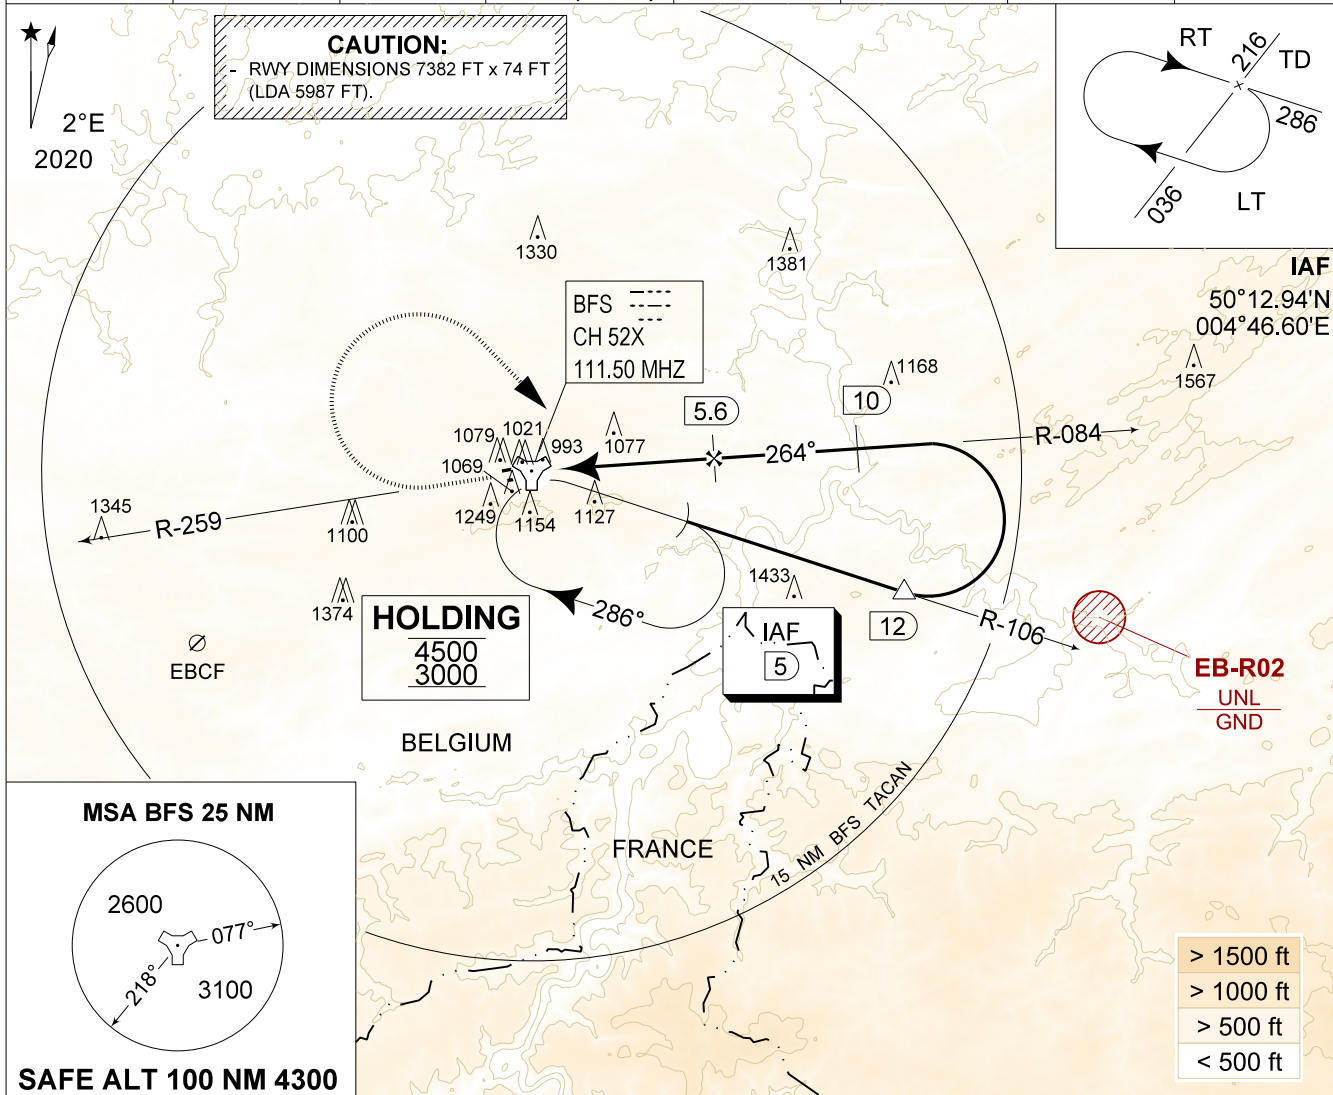 CAUTION:
- RWY DIMENSIONS 7382 FT x 74 FT
(LDA 5987 FT).
2°E
2020
RT
216
TD
286
036
LT
IAF
50°12.94'N
004°46.60'E
1330
1381
BFS
CH 52X
111.50 MHZ
1168
1567
5.6
10
1079
1021
993
1077
264°
R-084
1069
1345
R-259
1100
1249
1154
1127
1433
1374
286°
HOLDING
4500
3000
IAF
5
12
R-106
EBCF
EB-R02
UNL
GND
BELGIUM
FRANCE
15 NM BFS TACAN
MSA BFS 25 NM
2600
077°
218°
3100
SAFE ALT 100 NM 4300
> 1500 ft
> 1000 ft
> 500 ft
< 500 ft